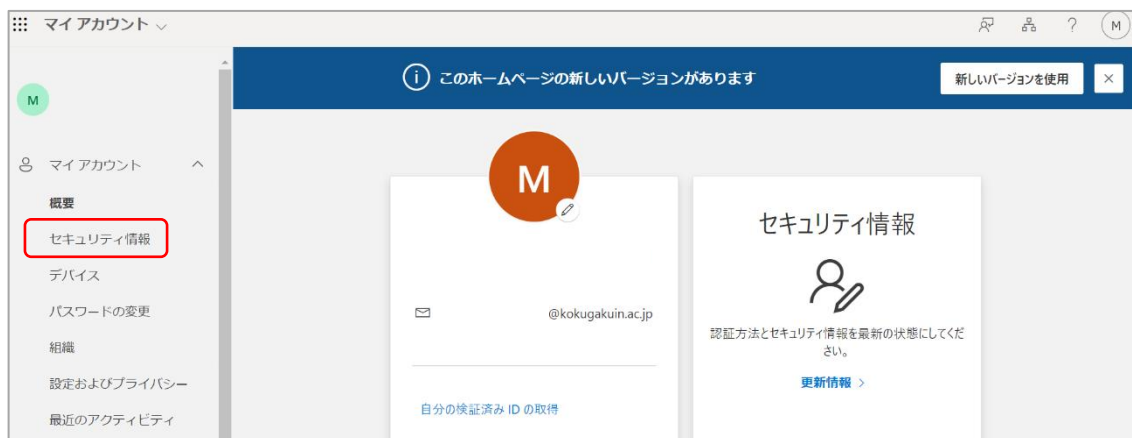 マイ アカウント
?
M
このホームページの新しいバージョンがあります
新しいバージョンを使用
M
マイ アカウント
概要
セキュリティ情報
デバイス
パスワードの変更
組織
設定およびプライバシー
最近のアクティビティ
M
@kokugakuin.ac.jp
自分の検証済み ID の取得
セキュリティ情報
認証方法とセキュリティ情報を最新の状態にしてくだ
さい。
更新情報 >